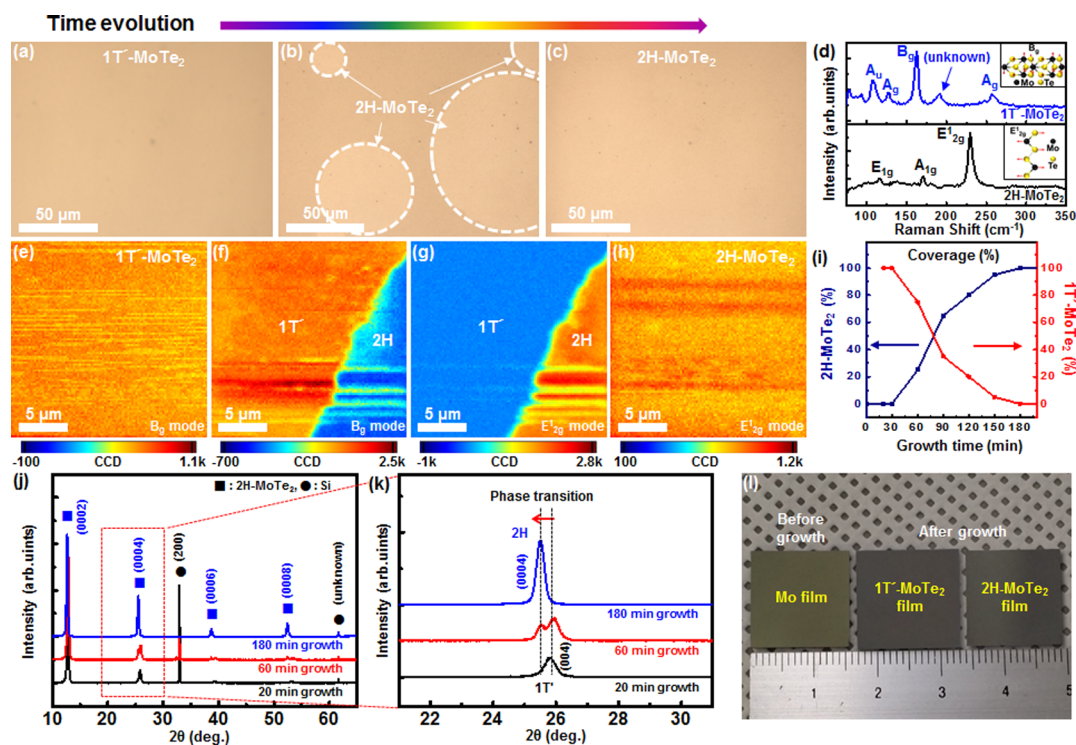 Time evolution
(a)
1T´-MoTe2
50 µm
(b)
2H-MoTe2
50 µm
(c)
2H-MoTe2
50 µm
(d)
Intensity (arb.units)
Au
Ag
Bg
(unknown)
Ag
Bg
Mo
Te
1T´-MoTe2
E1g
A1g
E12g
E12g
Mo
Te
2H-MoTe2
100 150 200 250 300 350
Raman Shift (cm-1)
(e)
1T´-MoTe2
5 µm
Bg mode
-100 CCD 1.1k
(f)
1T´
2H
5 µm
Bg mode
-700 CCD 2.5k
(g)
1T´
2H
5 µm
E12g mode
-1k CCD 2.8k
(h)
2H-MoTe2
5 µm
E12g mode
100 CCD 1.2k
(i)
Coverage (%)
2H-MoTe2 (%)
100
80
60
40
20
0
1T´-MoTe2 (%)
100
80
60
40
20
0
0 30 60 90 120 150 180
Growth time (min)
(j)
■ : 2H-MoTe2, ● : Si
Intensity (arb.uints)
(0002)
(0004)
(200)
(0006)
(0008)
(unknown)
180 min growth
60 min growth
20 min growth
10 20 30 40 50 60
2θ (deg.)
(k)
Phase transition
Intensity (arb.uints)
2H
(0004)
180 min growth
60 min growth
(004)
20 min growth
1T'
22 24 26 28 30
2θ (deg.)
(l)
Before growth
After growth
Mo film
1T´-MoTe2 film
2H-MoTe2 film
1 2 3 4 5